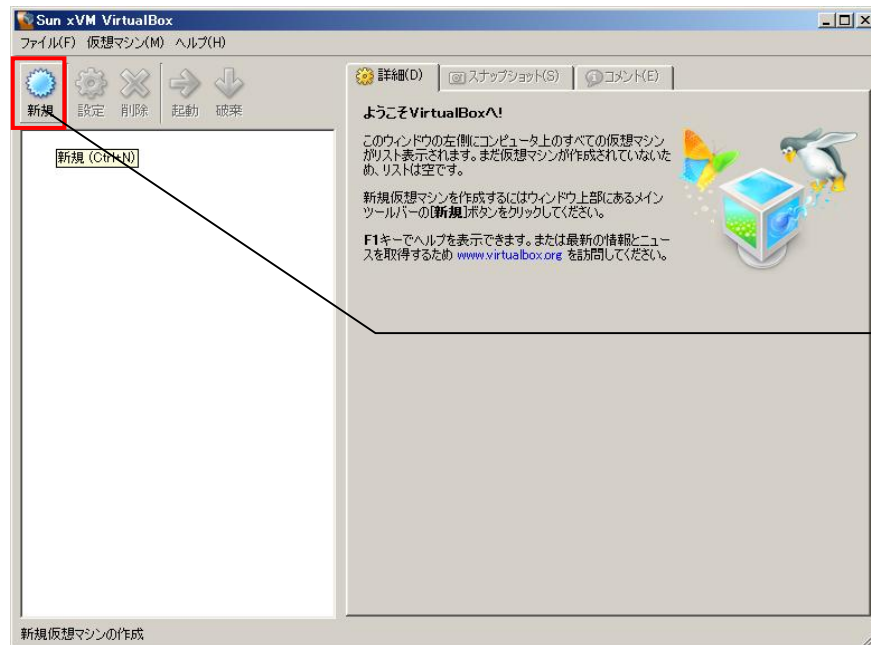 Sun xVM VirtualBox
ファイル(F) 仮想マシン(M) ヘルプ(H)
新規 設定 削除 起動 破棄
新規 (Ctrl+N)
詳細(D) スナップショット(S) コメント(E)
ようこそVirtualBoxへ!
このウィンドウの左側にコンピュータ上のすべての仮想マシン
がリスト表示されます。まだ仮想マシンが作成されていないた
め、リストは空です。
新規仮想マシンを作成するにはウィンドウ上部にあるメイン
ツールバーの[新規]ボタンをクリックしてください。
F1キーでヘルプを表示できます。または最新の情報とニュー
スを取得するため www.virtualbox.org を訪問してください。
新規仮想マシンの作成